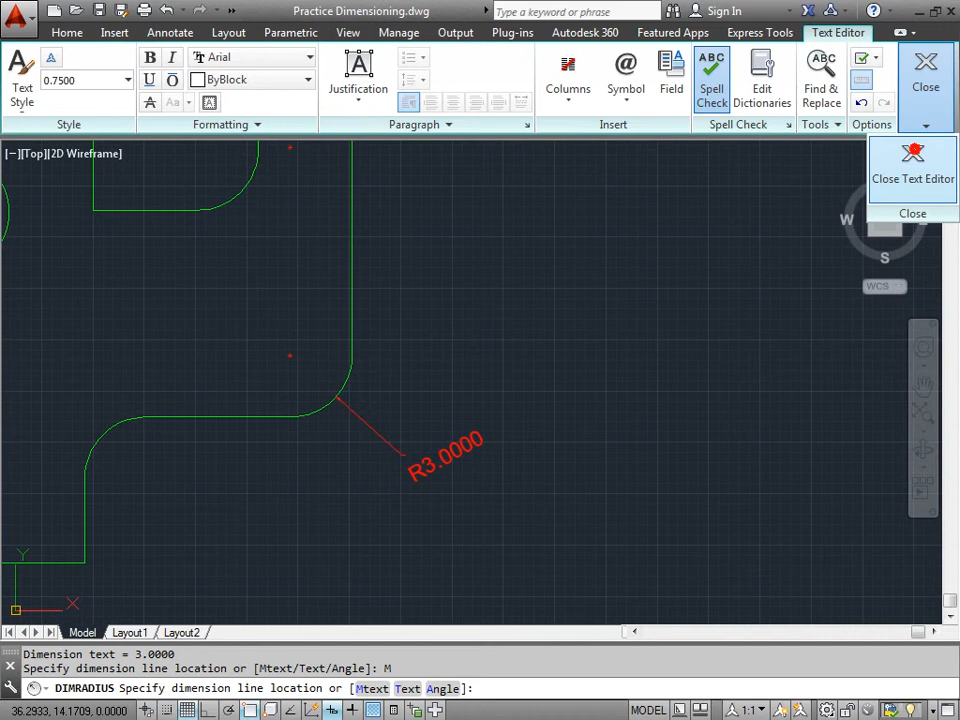 Practice Dimensioning.dwg
Type a keyword or phrase
Sign In
Home Insert Annotate Layout Parametric View Manage Output Plug-ins Autodesk 360 Featured Apps Express Tools Text Editor
A
Text
Style
A
0.7500
Style
B I Arial
U O ByBlock
A Aa
Formatting
A
Justification
Paragraph
Columns
@
Symbol
Field
Insert
ABC
Spell
Check
Edit
Dictionaries
Spell Check
ABC
Find &
Replace
Tools
Options
Close
Close Text Editor
Close
[−][Top][2D Wireframe]
W
S
WCS
R3.0000
Y
X
Model Layout1 Layout2
Dimension text = 3.0000
Specify dimension line location or [Mtext/Text/Angle]: M
DIMRADIUS Specify dimension line location or [Mtext Text Angle]:
36.2933, 14.1709, 0.0000
MODEL
1:1